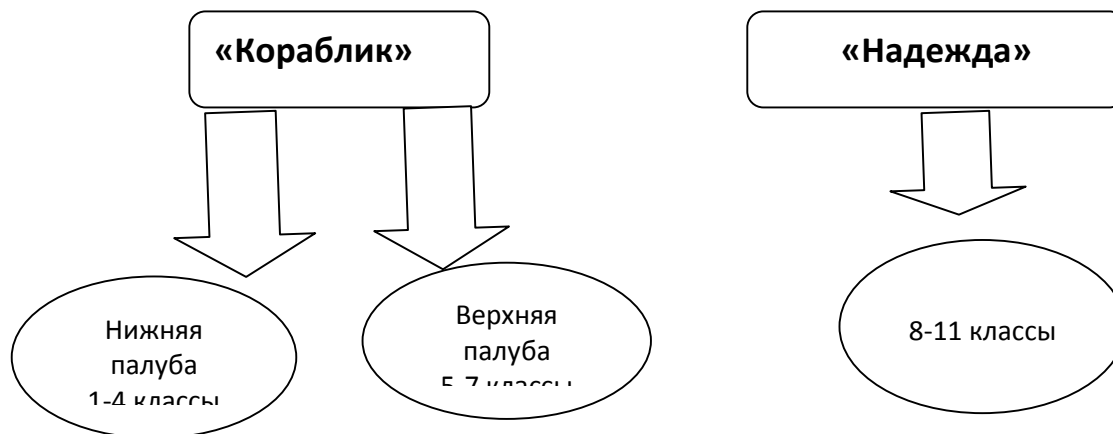 «Кораблик»
«Надежда»
Нижняя
палуба
1-4 классы
Верхняя
палуба
5-7 классы
8-11 классы